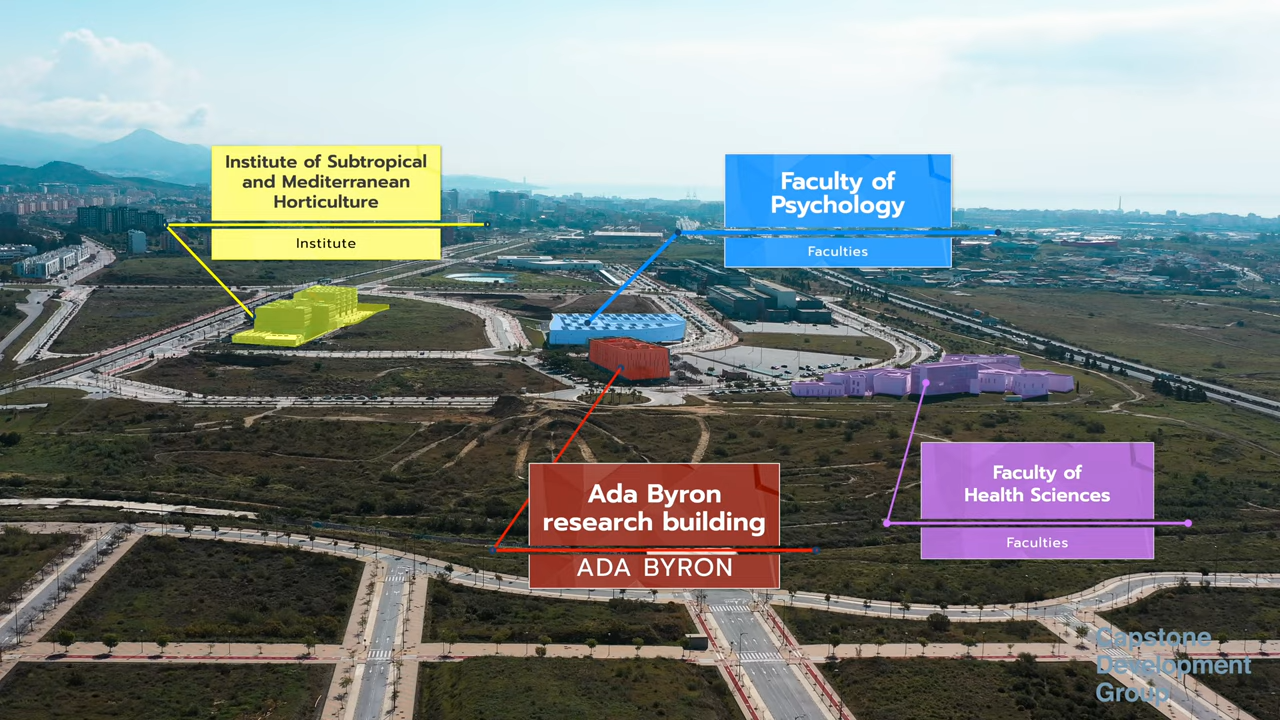 Institute of Subtropical
and Mediterranean
Horticulture
Institute
Faculty of
Psychology
Faculties
Ada Byron
research building
ADA BYRON
Faculty of
Health Sciences
Faculties
Capstone
Development
Group